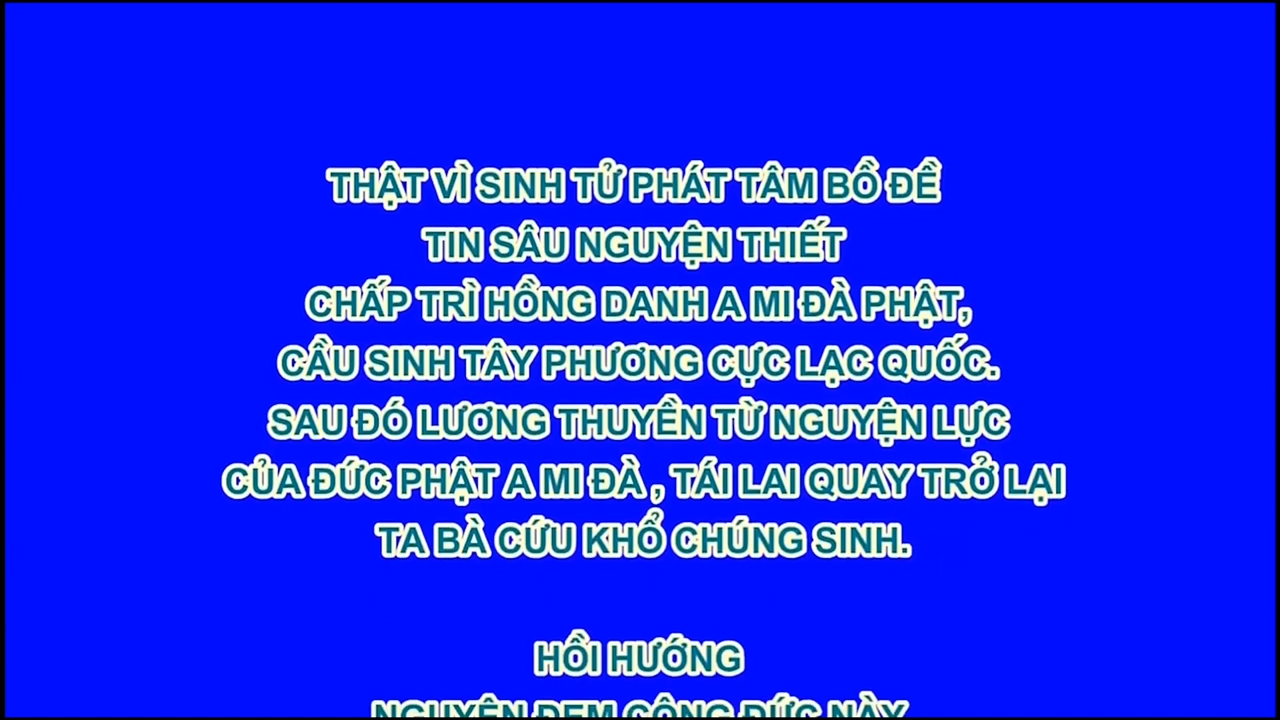 THẬT VÌ SINH TỬ PHÁT TÂM BỒ ĐỀ
TIN SÂU NGUYỆN THIẾT
CHẤP TRÌ HỒNG DANH A MI ĐÀ PHẬT,
CẦU SINH TÂY PHƯƠNG CỰC LẠC QUỐC.
SAU ĐÓ LƯƠNG THUYỀN TỪ NGUYỆN LỰC
CỦA ĐỨC PHẬT A MI ĐÀ , TÁI LAI QUAY TRỞ LẠI
TA BÀ CỨU KHỔ CHÚNG SINH.
HỒI HƯỚNG
NGUYỆN ĐEM CÔNG ĐỨC NÀY